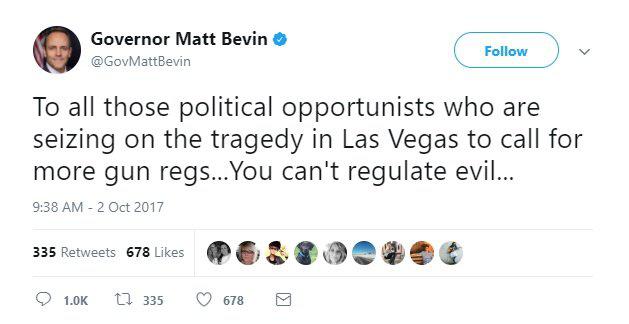 Governor Matt Bevin
@GovMattBevin
Follow
To all those political opportunists who are
seizing on the tragedy in Las Vegas to call for
more gun regs...You can't regulate evil...
9:38 AM - 2 Oct 2017
335 Retweets 678 Likes
1.0K 335 678